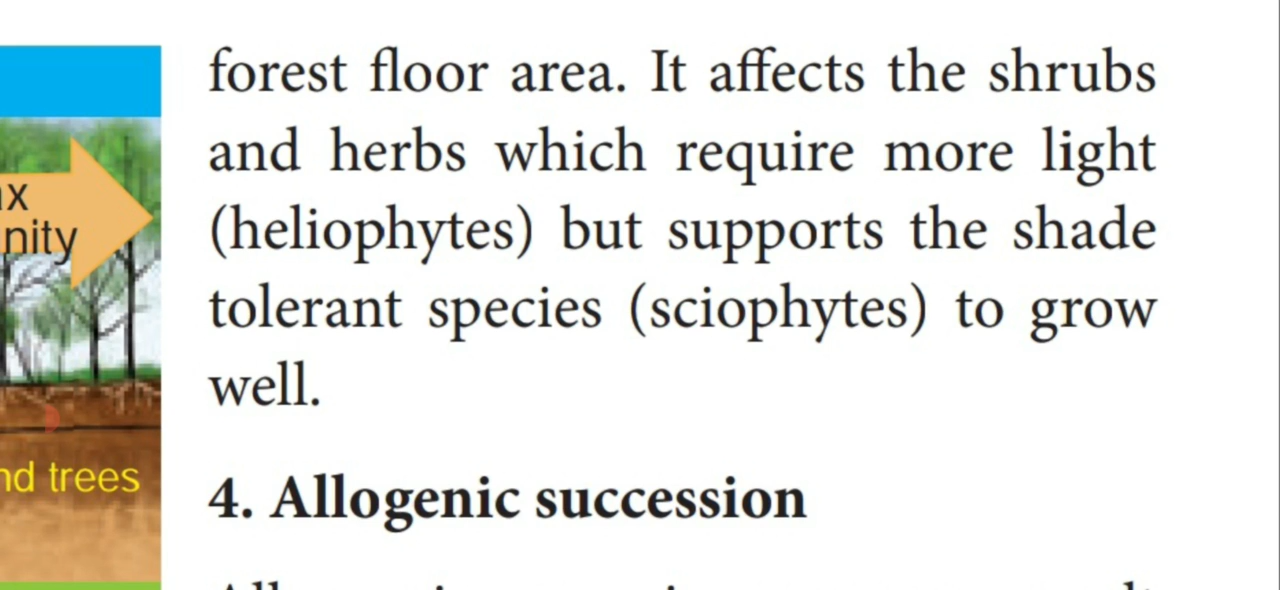 forest floor area. It affects the shrubs
and herbs which require more light
(heliophytes) but supports the shade
tolerant species (sciophytes) to grow
well.
4. Allogenic succession
trees